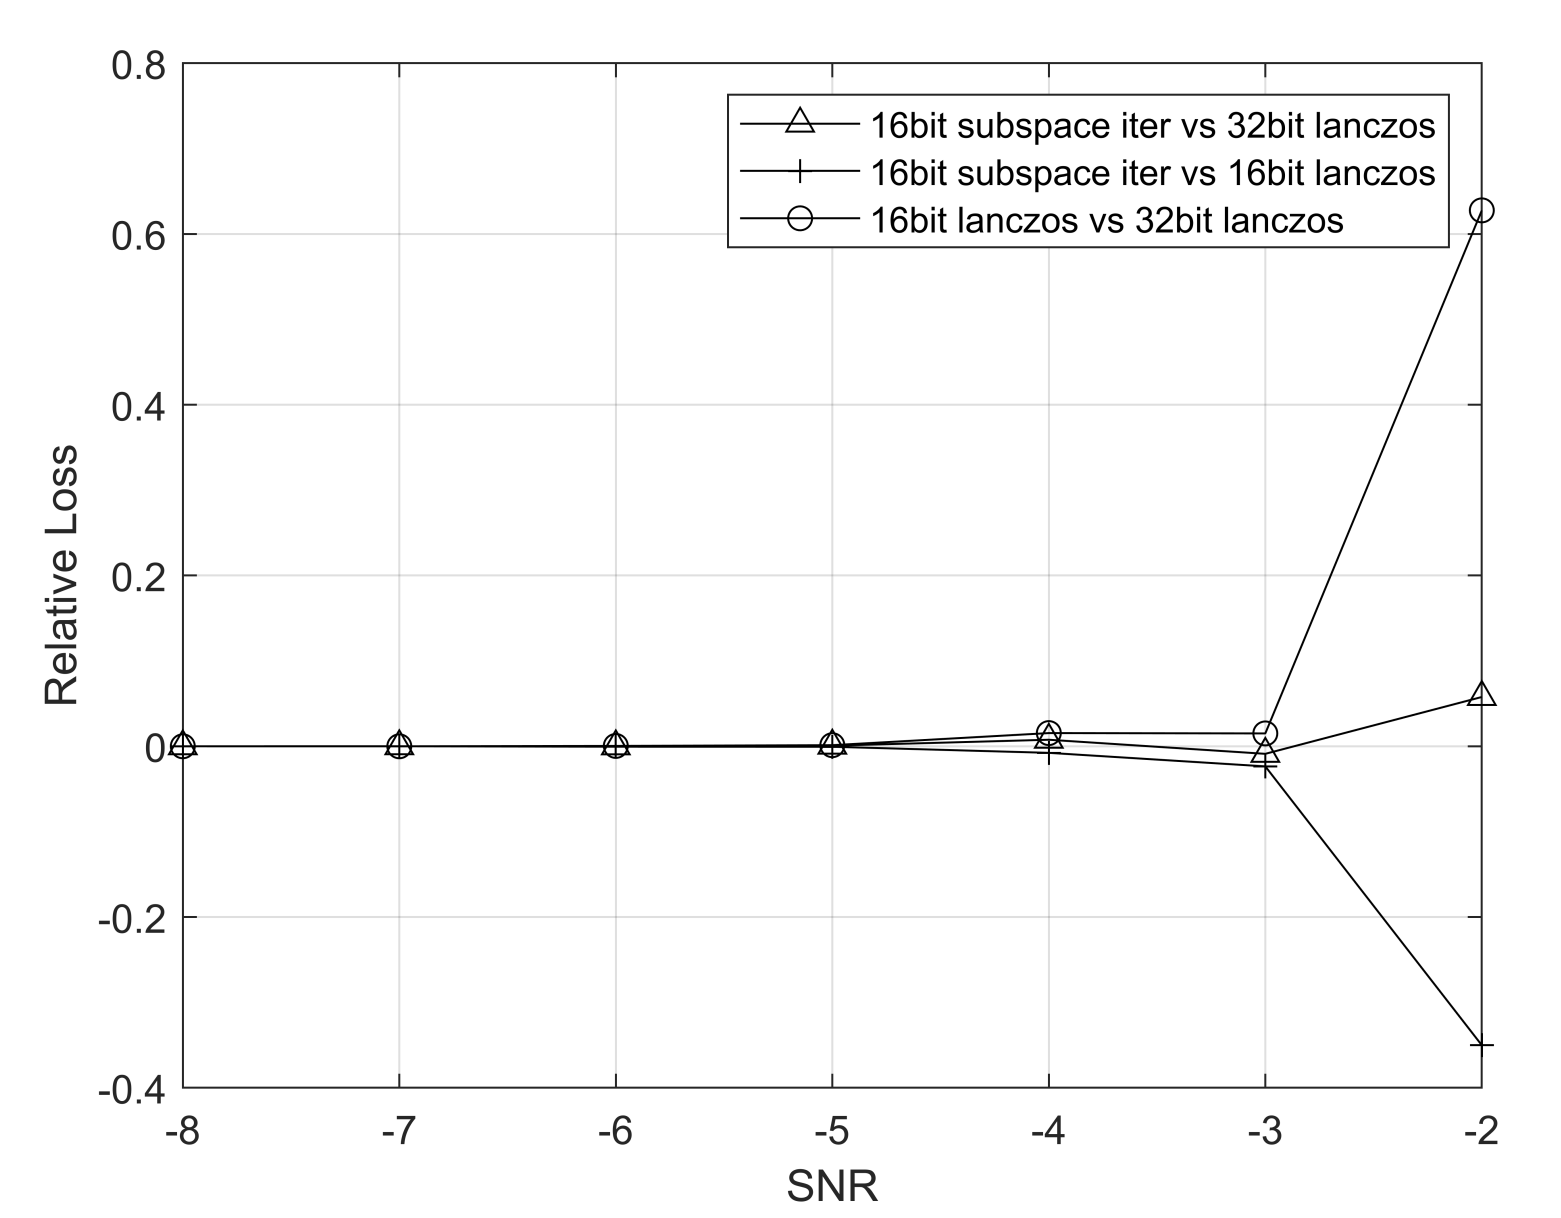 0.8
0.6
0.4
0.2
0
-0.2
-0.4
Relative Loss
16bit subspace iter vs 32bit lanczos
16bit subspace iter vs 16bit lanczos
16bit lanczos vs 32bit lanczos
-8 -7 -6 -5 -4 -3 -2
SNR